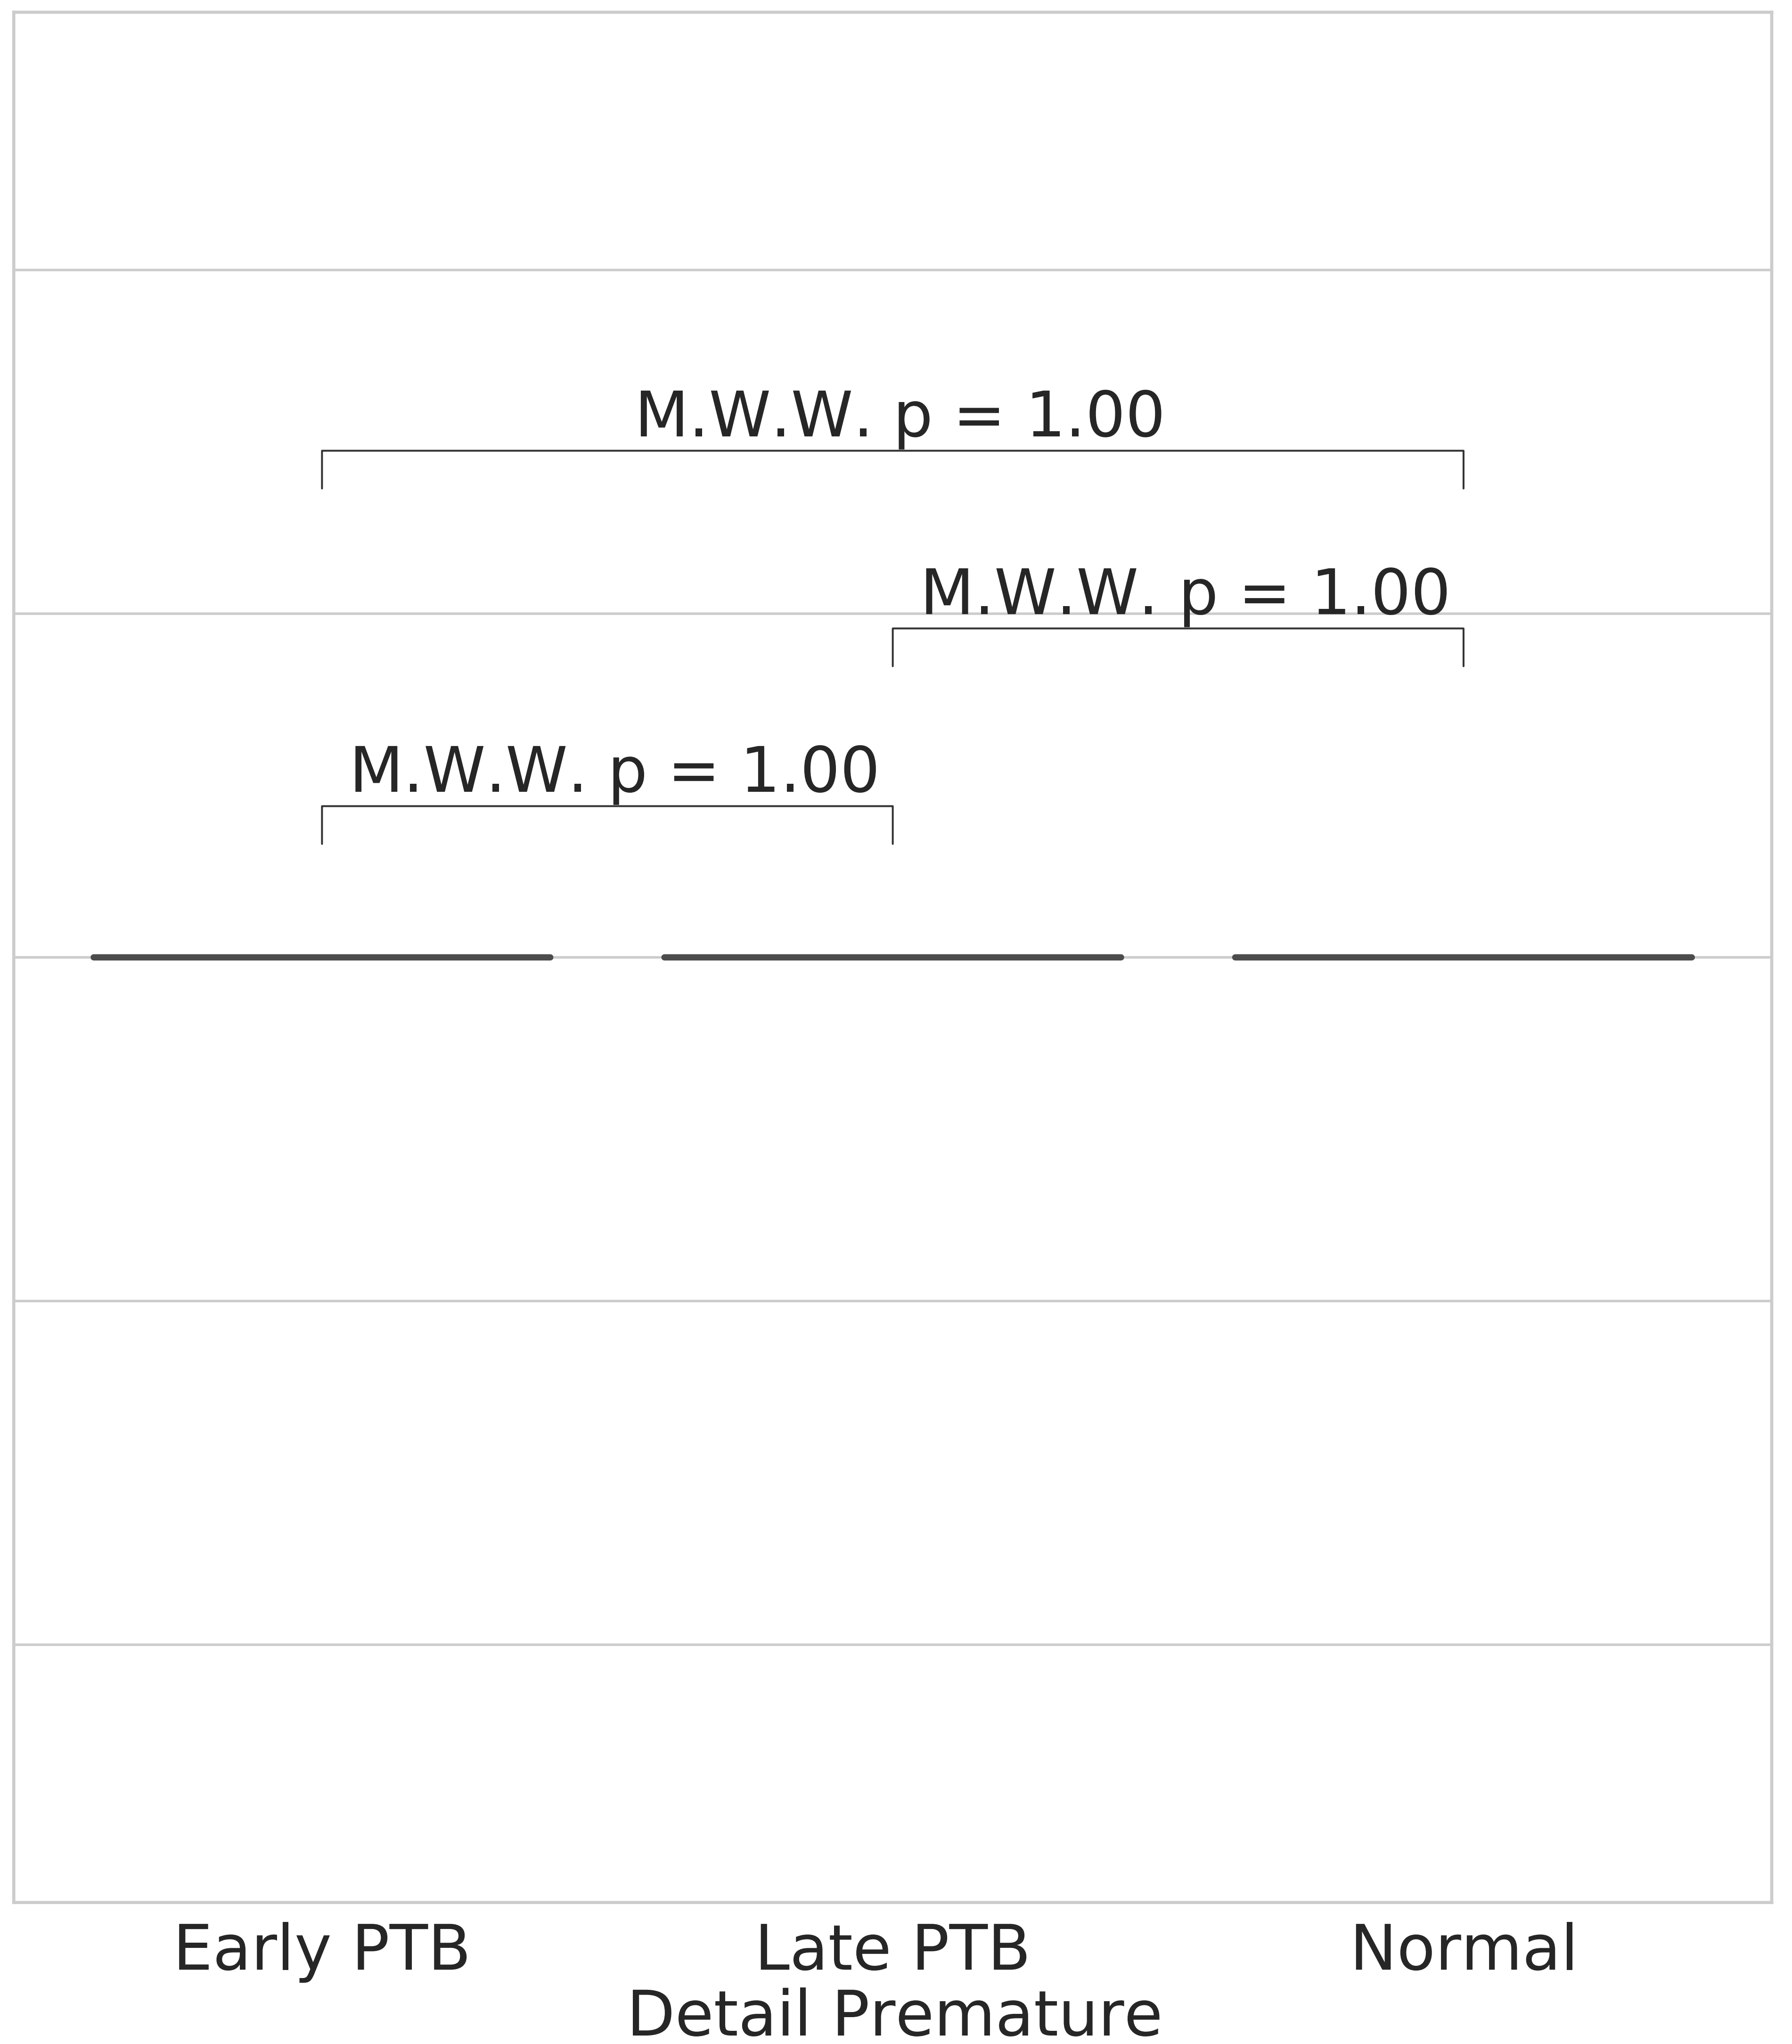 M.W.W. p = 1.00
M.W.W. p = 1.00
M.W.W. p = 1.00
Early PTB Late PTB Normal
Detail Premature